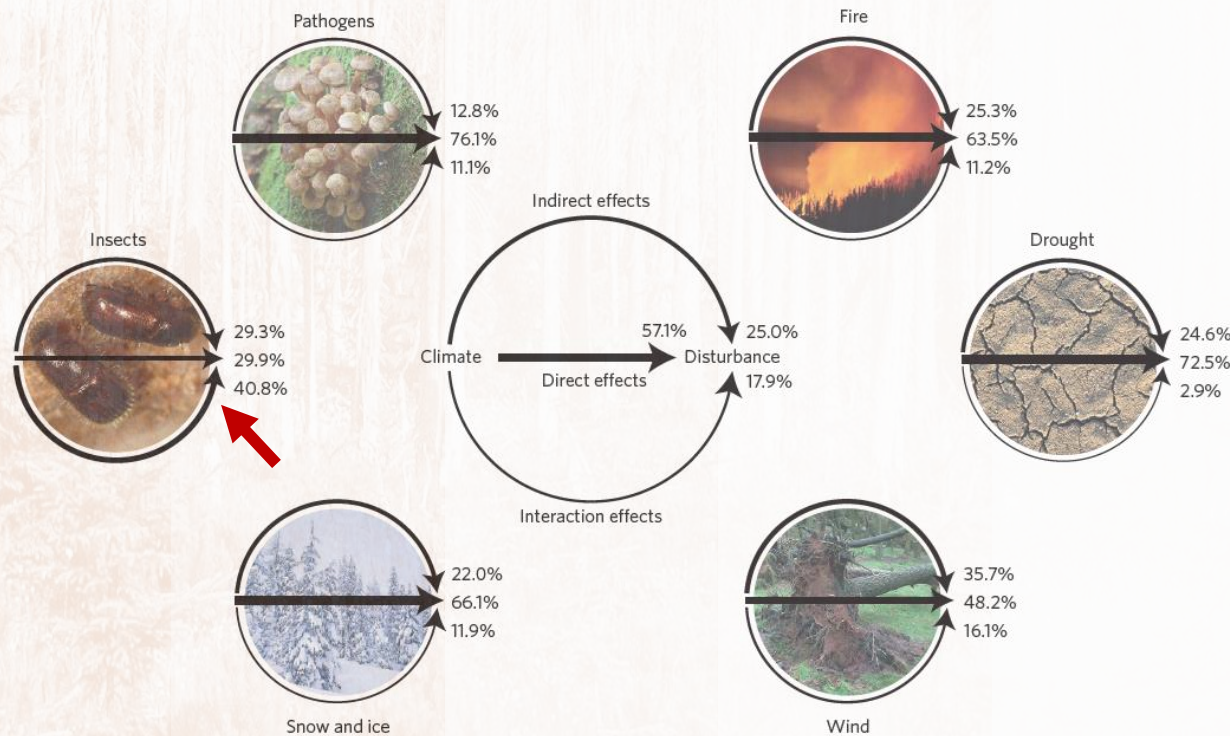 Pathogens
12.8%
76.1%
11.1%
Fire
25.3%
63.5%
11.2%
Insects
29.3%
29.9%
40.8%
Indirect effects
57.1%
25.0%
Climate
Disturbance
Direct effects
17.9%
Interaction effects
Drought
24.6%
72.5%
2.9%
22.0%
66.1%
11.9%
Snow and ice
35.7%
48.2%
16.1%
Wind